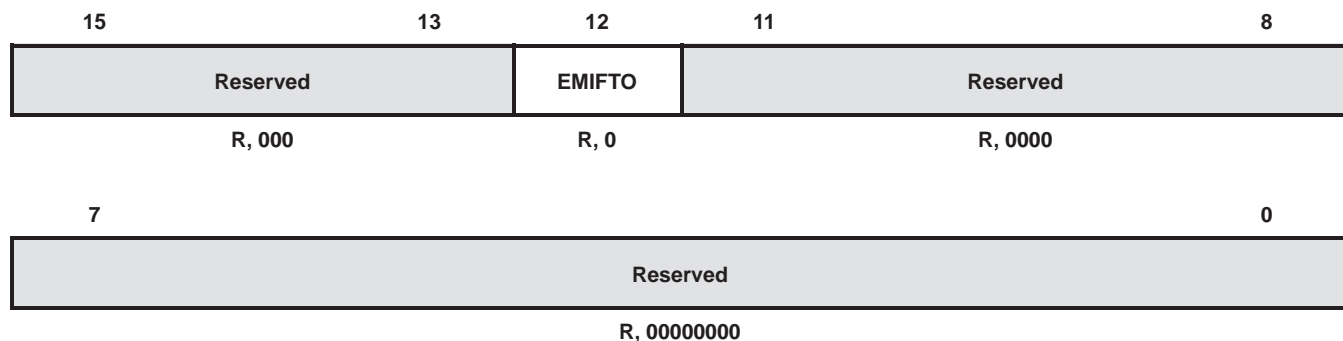 15 13 12 11 8
Reserved EMIFTO Reserved
R, 000 R, 0 R, 0000
7 0
Reserved
R, 00000000